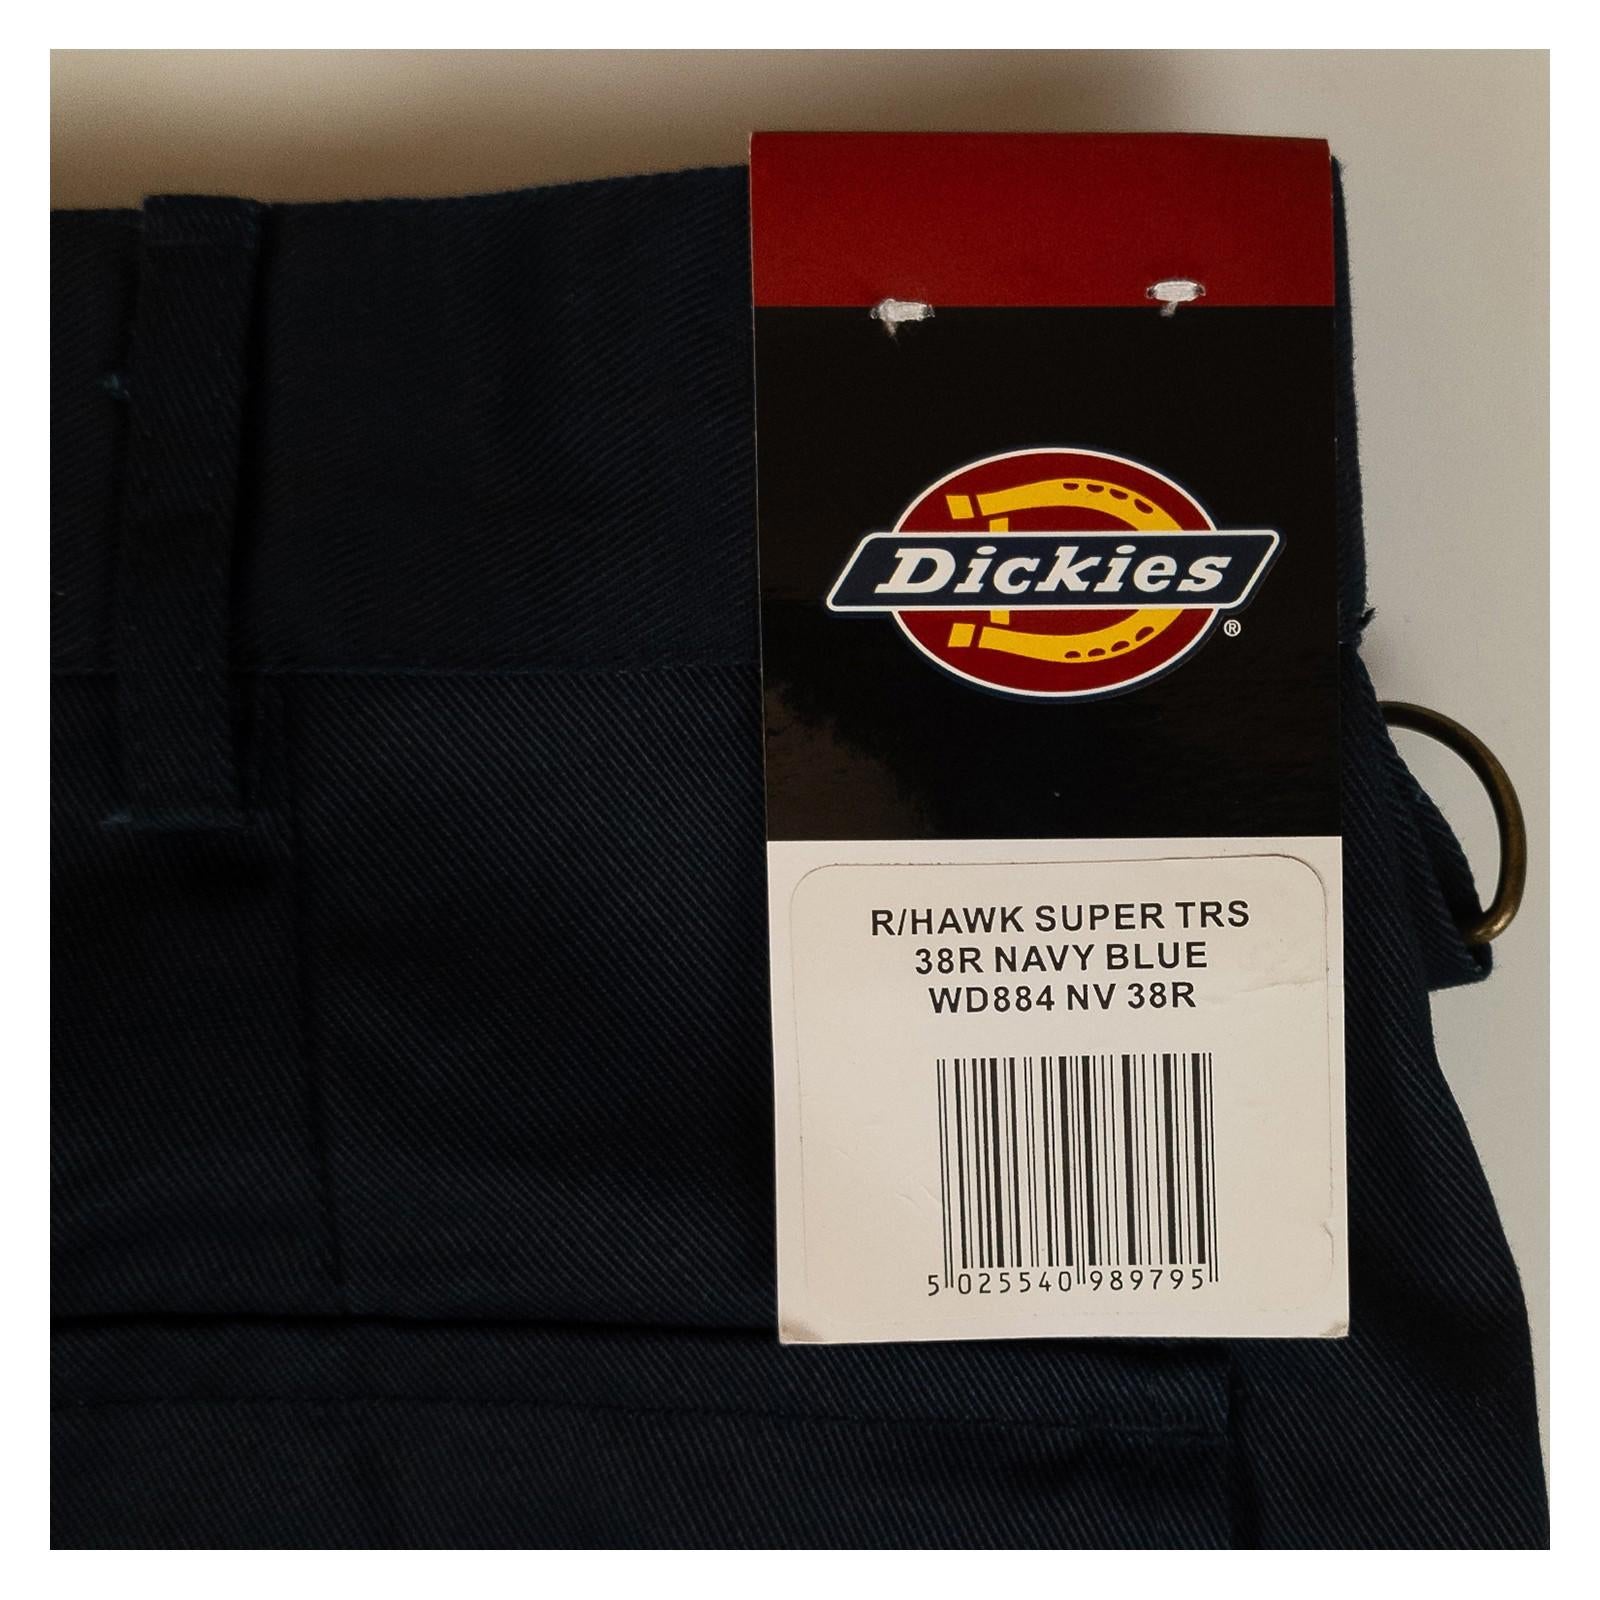 Dickies
®
R/HAWK SUPER TRS
38R NAVY BLUE
WD884 NV 38R
5 025540 989795